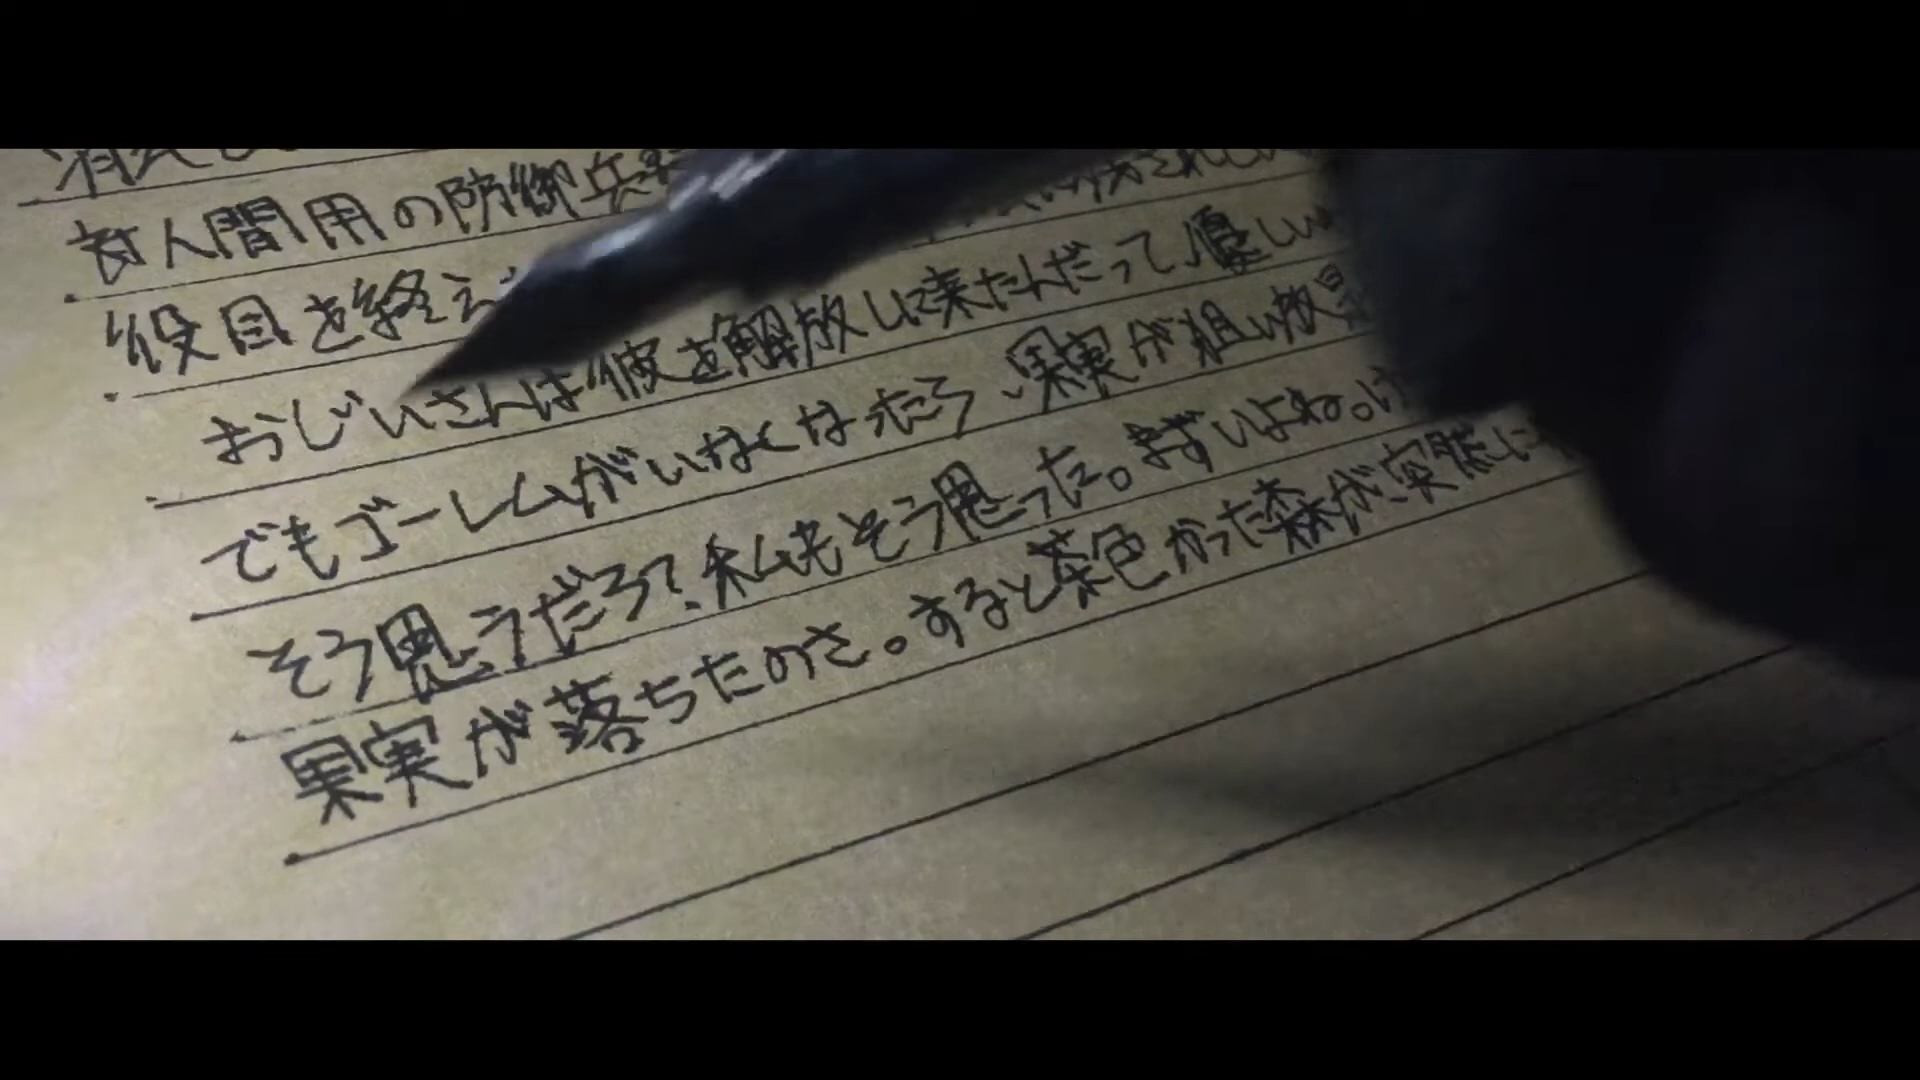 対人間用の防御兵
役目を終え
おじいさんは彼を解放しに来たんだって、優しい
でもゴーレムがいなくなったら、果実が狙い放
そう思うだろ？私もそう思った。まずいよね。
果実が落ちたのさ。すると茶色かった森が、実際に